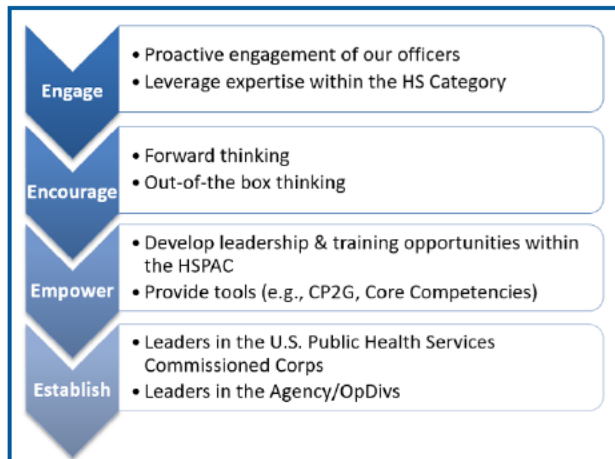 Engage
• Proactive engagement of our officers
• Leverage expertise within the HS Category
Encourage
• Forward thinking
• Out-of-the box thinking
Empower
• Develop leadership & training opportunities within
the HSPAC
• Provide tools (e.g., CP2G, Core Competencies)
Establish
• Leaders in the U.S. Public Health Services
Commissioned Corps
• Leaders in the Agency/OpDivs